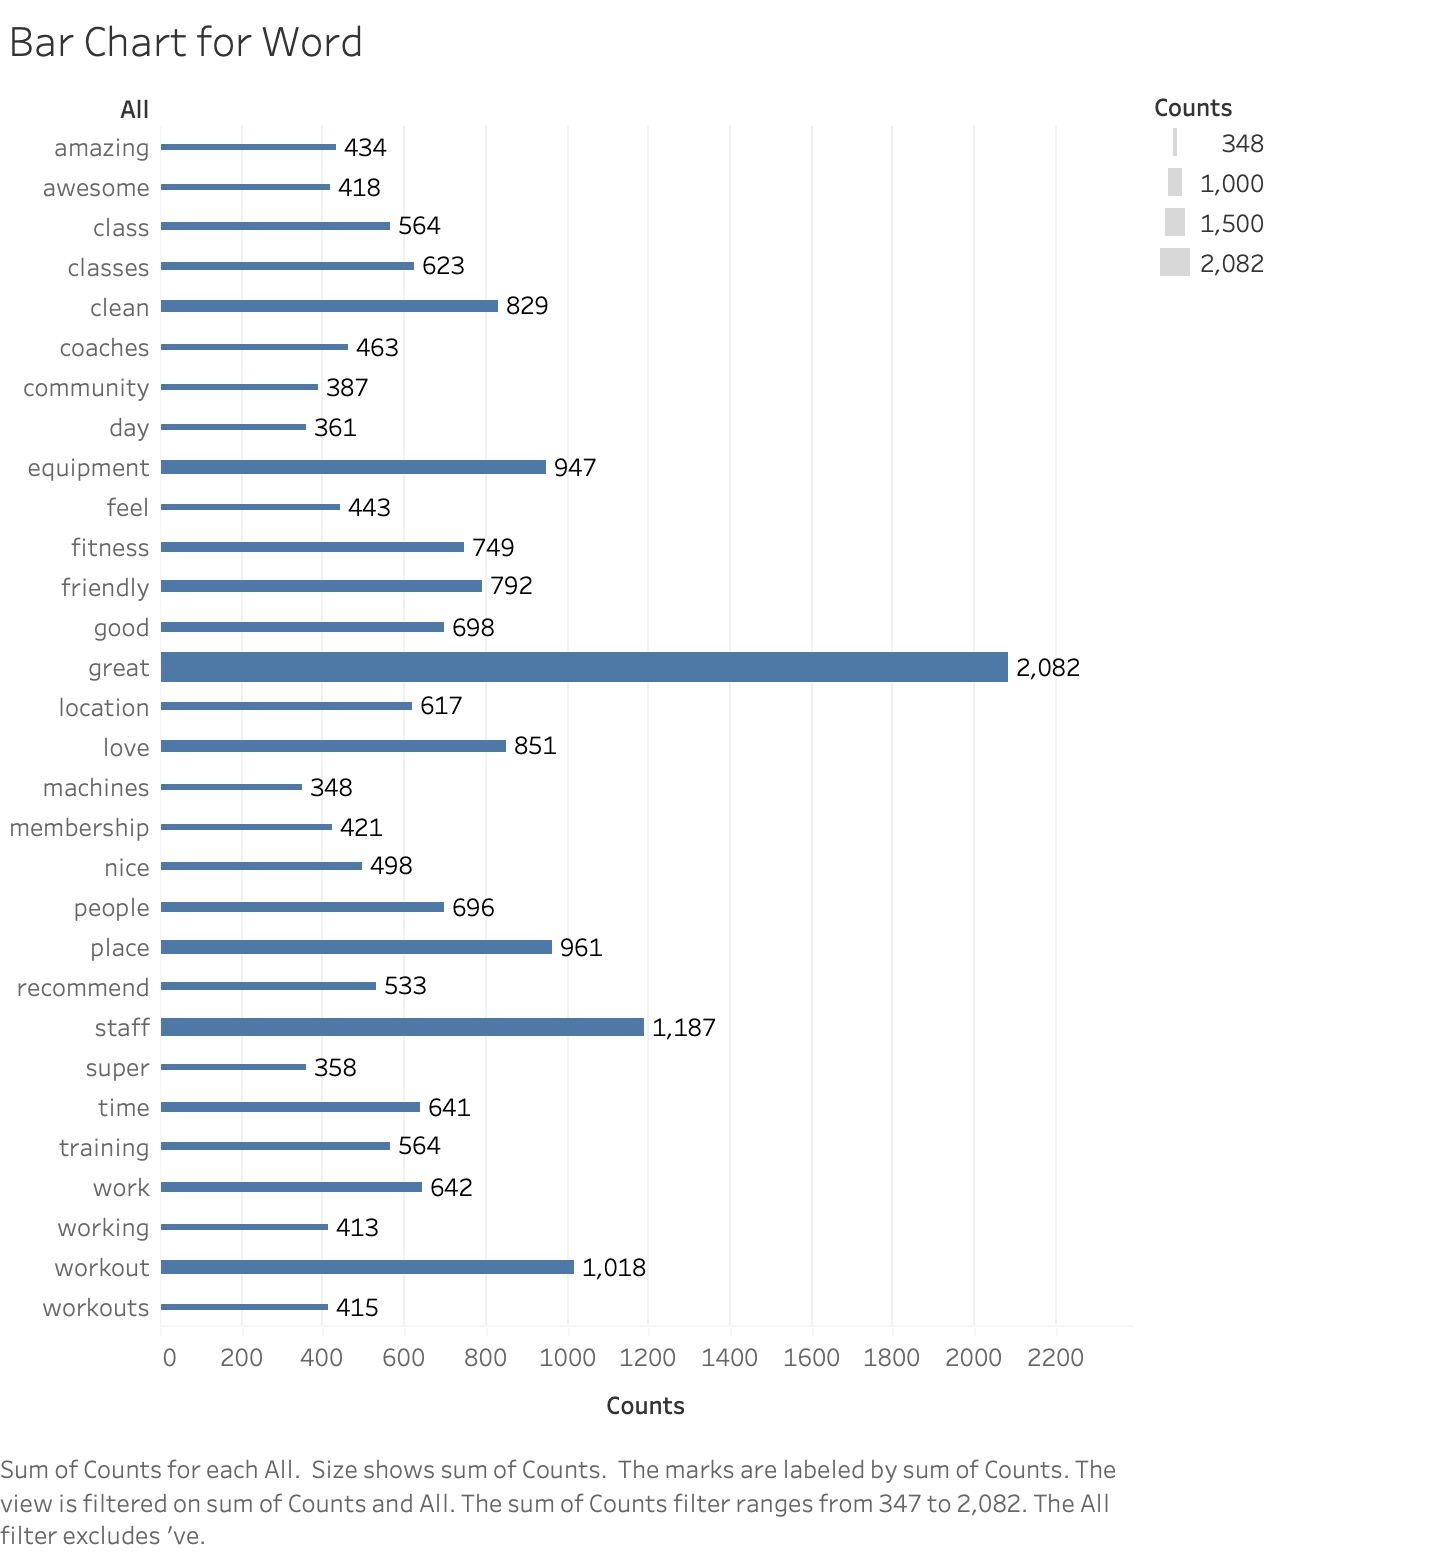 Bar Chart for Word
All
Counts
amazing 434
348
awesome 418
1,000
class 564
1,500
classes 623
2,082
clean 829
coaches 463
community 387
day 361
equipment 947
feel 443
fitness 749
friendly 792
good 698
great 2,082
location 617
love 851
machines 348
membership 421
nice 498
people 696
place 961
recommend 533
staff 1,187
super 358
time 641
training 564
work 642
working 413
workout 1,018
workouts 415
0 200 400 600 800 1000 1200 1400 1600 1800 2000 2200
Counts
Sum of Counts for each All.  Size shows sum of Counts.  The marks are labeled by sum of Counts. The
view is filtered on sum of Counts and All. The sum of Counts filter ranges from 347 to 2,082. The All
filter excludes ’ve.